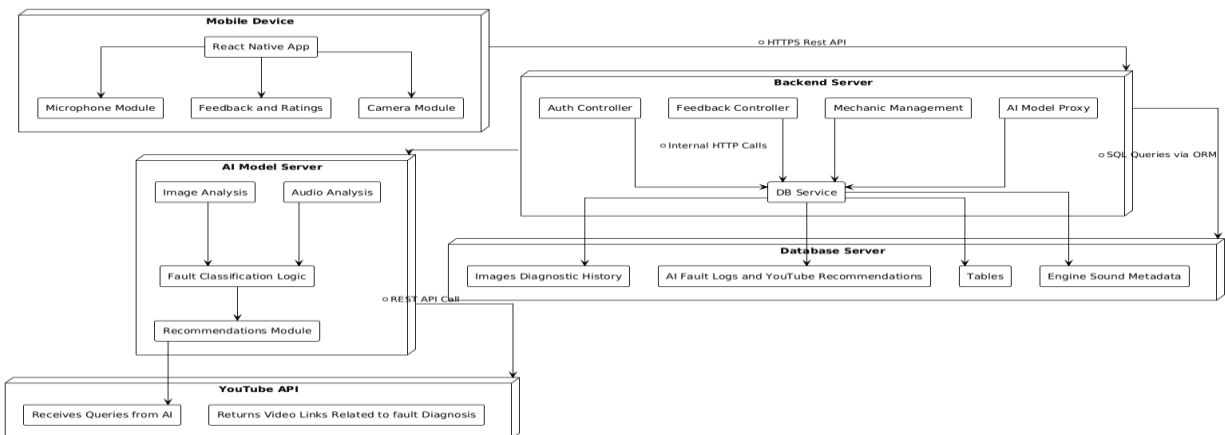 Mobile Device
React Native App
HTTPS Rest API
Microphone Module
Feedback and Ratings
Camera Module
Backend Server
Auth Controller
Feedback Controller
Mechanic Management
AI Model Proxy
Internal HTTP Calls
SQL Queries via ORM
DB Service
AI Model Server
Image Analysis
Audio Analysis
Fault Classification Logic
Recommendations Module
Database Server
Images Diagnostic History
AI Fault Logs and YouTube Recommendations
Tables
Engine Sound Metadata
REST API Call
YouTube API
Receives Queries from AI
Returns Video Links Related to fault Diagnosis